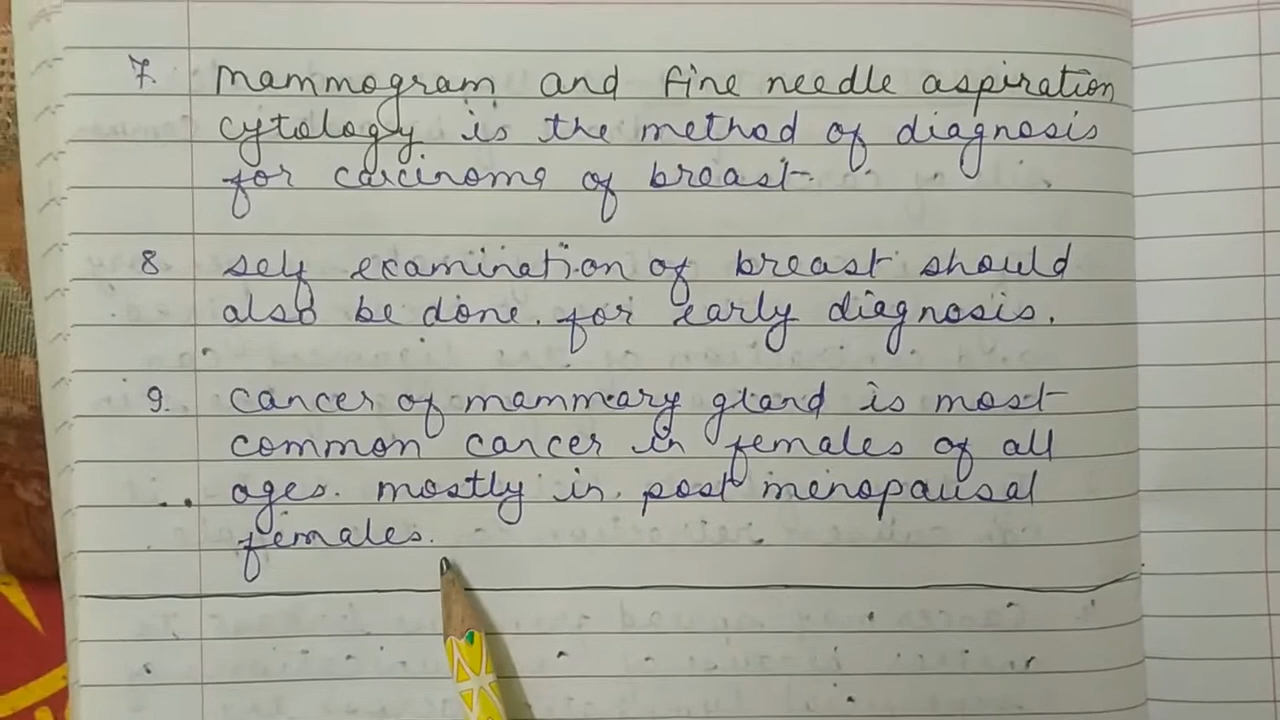 7. Mammogram and fine needle aspiration
cytology is the method of diagnosis
for carcinoma of breast.
8 self examination of breast should
also be done. for early diagnosis.
9. cancer of mammary gland is most
common cancer in females of all
ages. mostly in post menopausal
females.